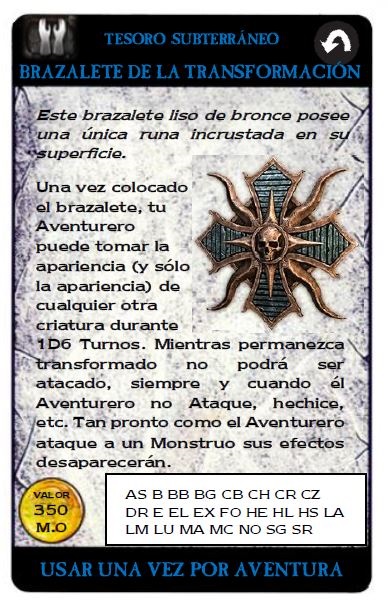 TESORO SUBTERRÁNEO
BRAZALETE DE LA TRANSFORMACIÓN
Este brazalete liso de bronce posee
una única runa incrustada en su
superficie.
Una vez colocado
el brazalete, tu
Aventurero
puede tomar la
apariencia (y sólo
la apariencia) de
cualquier otra
criatura durante
1D6 Turnos. Mientras permanezca
transformado no podrá ser
atacado, siempre y cuando él
Aventurero no Ataque, hechice,
etc. Tan pronto como el Aventurero
ataque a un Monstruo sus efectos
desaparecerán.
VALOR
350
M.O
AS B BB BG CB CH CR CZ
DR E EL EX FO HE HL HS LA
LM LU MA MC NO SG SR
USAR UNA VEZ POR AVENTURA